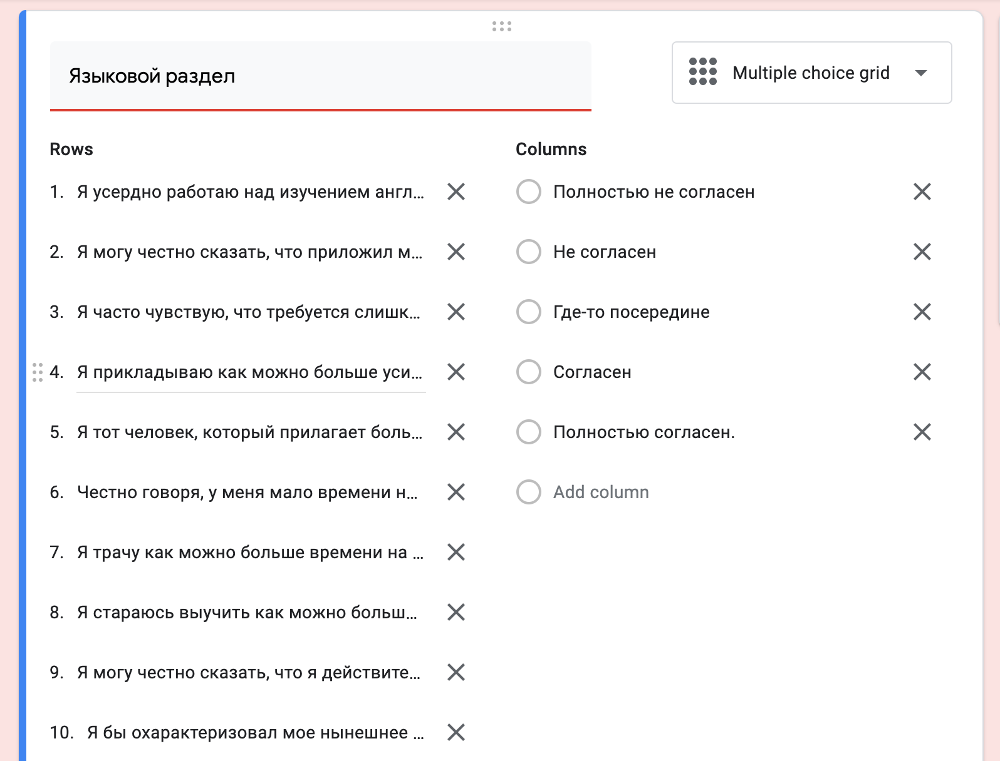 Языковой раздел
Multiple choice grid
Rows
Columns
1. Я усердно работаю над изучением англ...
Полностью не согласен
2. Я могу честно сказать, что приложил м...
Не согласен
3. Я часто чувствую, что требуется слишк...
Где-то посередине
4. Я прикладываю как можно больше уси...
Согласен
5. Я тот человек, который прилагает боль...
Полностью согласен.
6. Честно говоря, у меня мало времени н...
Add column
7. Я трачу как можно больше времени на ...
8. Я стараюсь выучить как можно больш...
9. Я могу честно сказать, что я действите...
10. Я бы охарактеризовал мое нынешнее ...